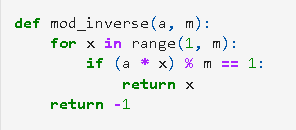 def mod_inverse(a, m):
    for x in range(1, m):
        if (a * x) % m == 1:
            return x
    return -1